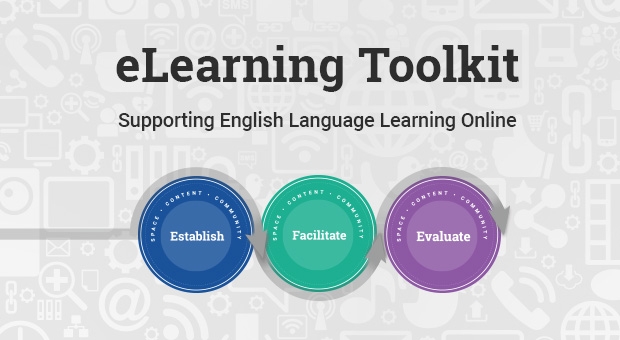 eLearning Toolkit
Supporting English Language Learning Online
SPACE • CONTENT • COMMUNITY
Establish
SPACE • CONTENT • COMMUNITY
Facilitate
SPACE • CONTENT • COMMUNITY
Evaluate